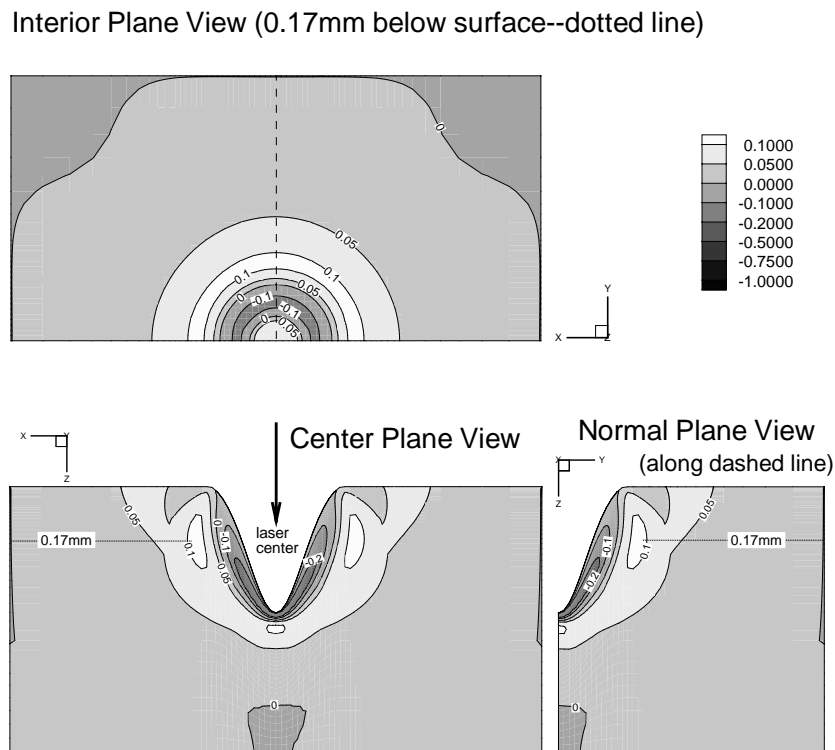 Interior Plane View (0.17mm below surface--dotted line)
0
0.05
0.1
-0.1
0.05
0
-0.1
-0.1
0
0.05
0.1000
0.0500
0.0000
-0.1000
-0.2000
-0.5000
-0.7500
-1.0000
Y
X
Z
X
Y
Z
Center Plane View
Normal Plane View
(along dashed line)
X
Y
Z
0.05
0
-0.1
0.1
0.05
-0.2
laser
center
0.17mm
0
0.05
-0.1
0.1
-0.2
0
0.17mm
0